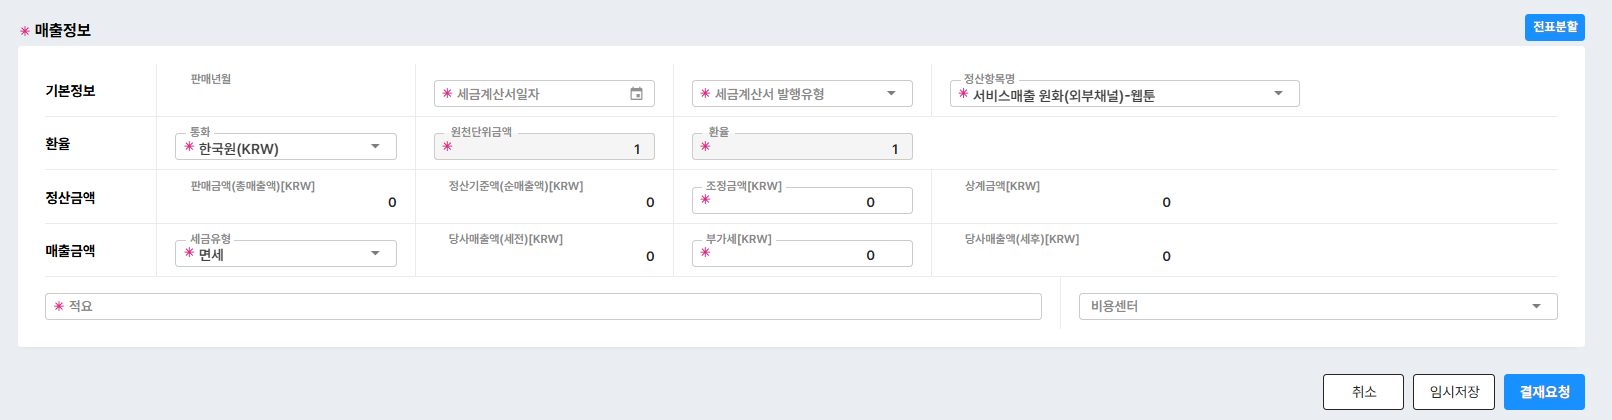 매출정보
전표분할
기본정보
판매년월
세금계산서일자
세금계산서 발행유형
정산항목명
서비스매출 원화(외부채널)-웹툰
환율
통화
한국원(KRW)
원천단위금액
1
환율
1
정산금액
판매금액(총매출액)[KRW]
0
정산기준액(순매출액)[KRW]
0
조정금액[KRW]
0
상계금액[KRW]
0
매출금액
세금유형
면세
당사매출액(세전)[KRW]
0
부가세[KRW]
0
당사매출액(세후)[KRW]
0
적요
비용센터
취소
임시저장
결재요청